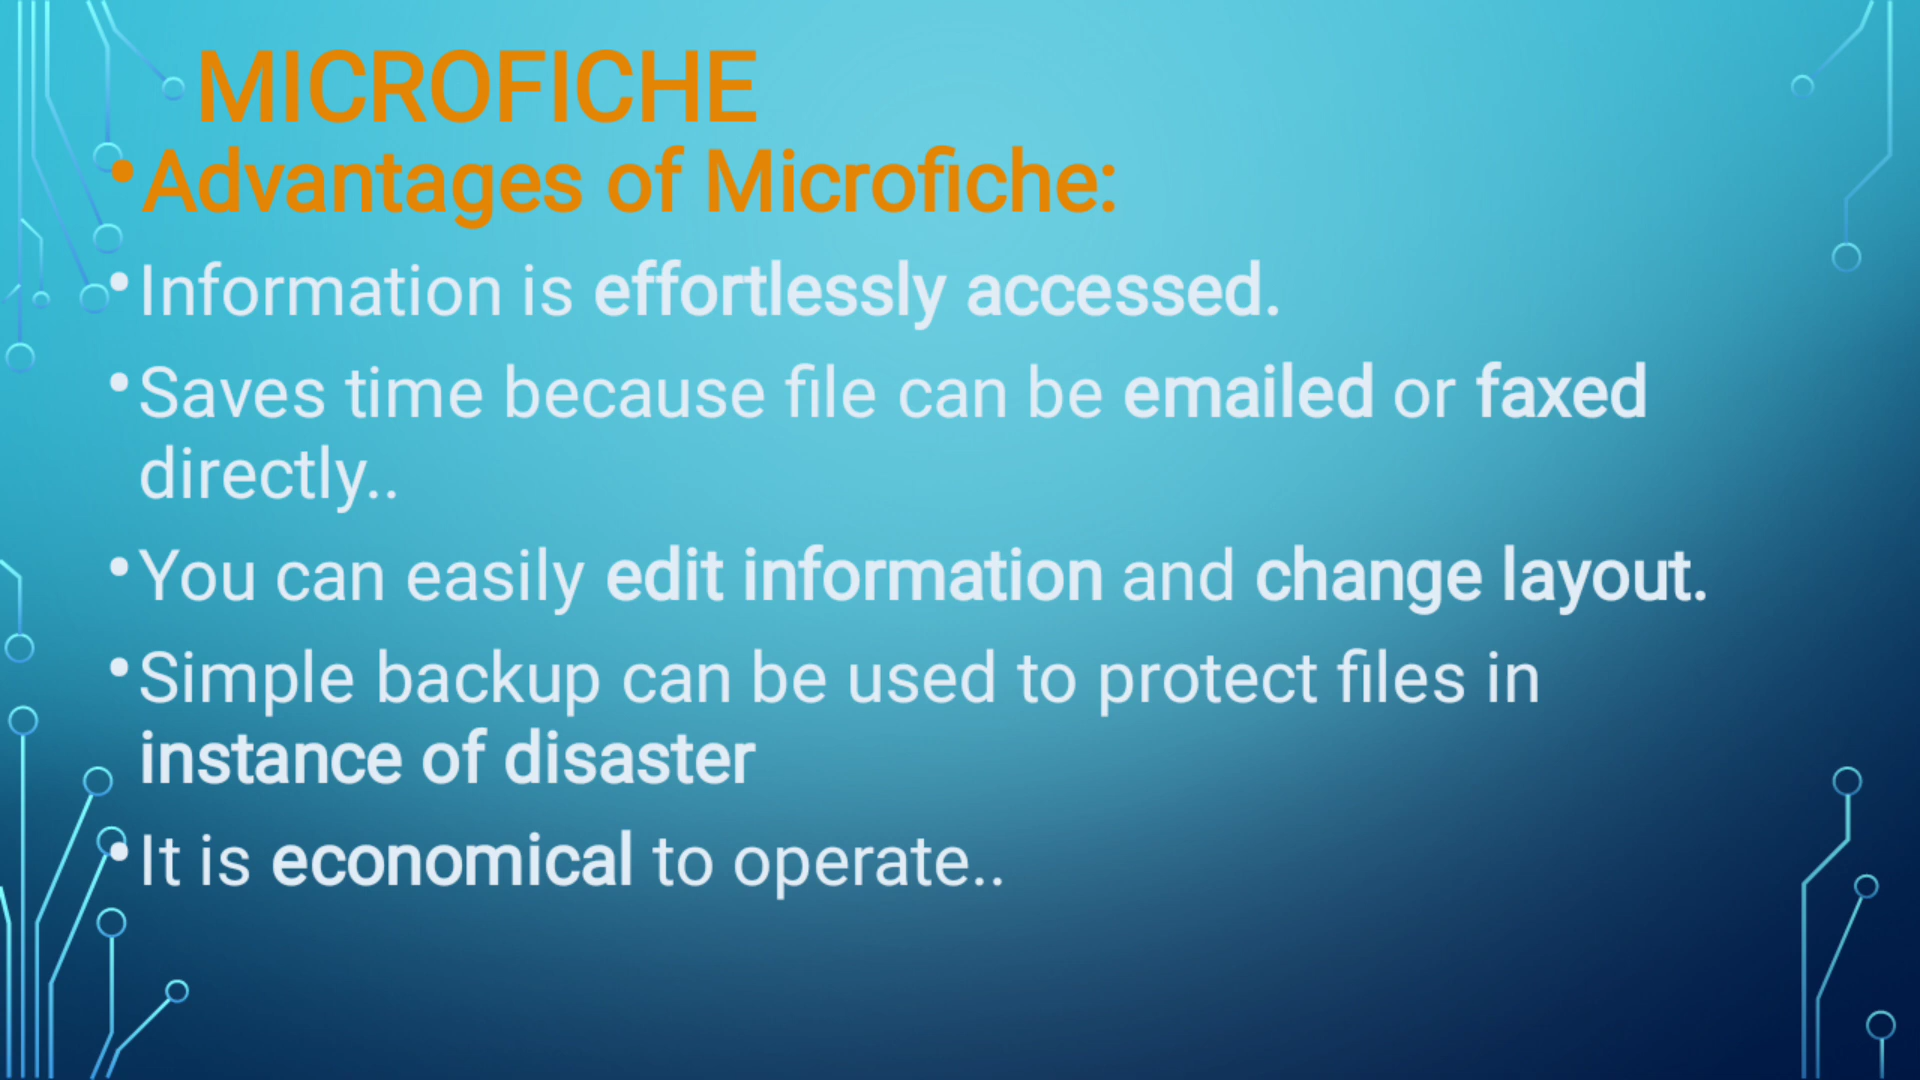 MICROFICHE
•Advantages of Microfiche:
•Information is effortlessly accessed.
•Saves time because file can be emailed or faxed
directly..
•You can easily edit information and change layout.
•Simple backup can be used to protect files in
instance of disaster
•It is economical to operate..